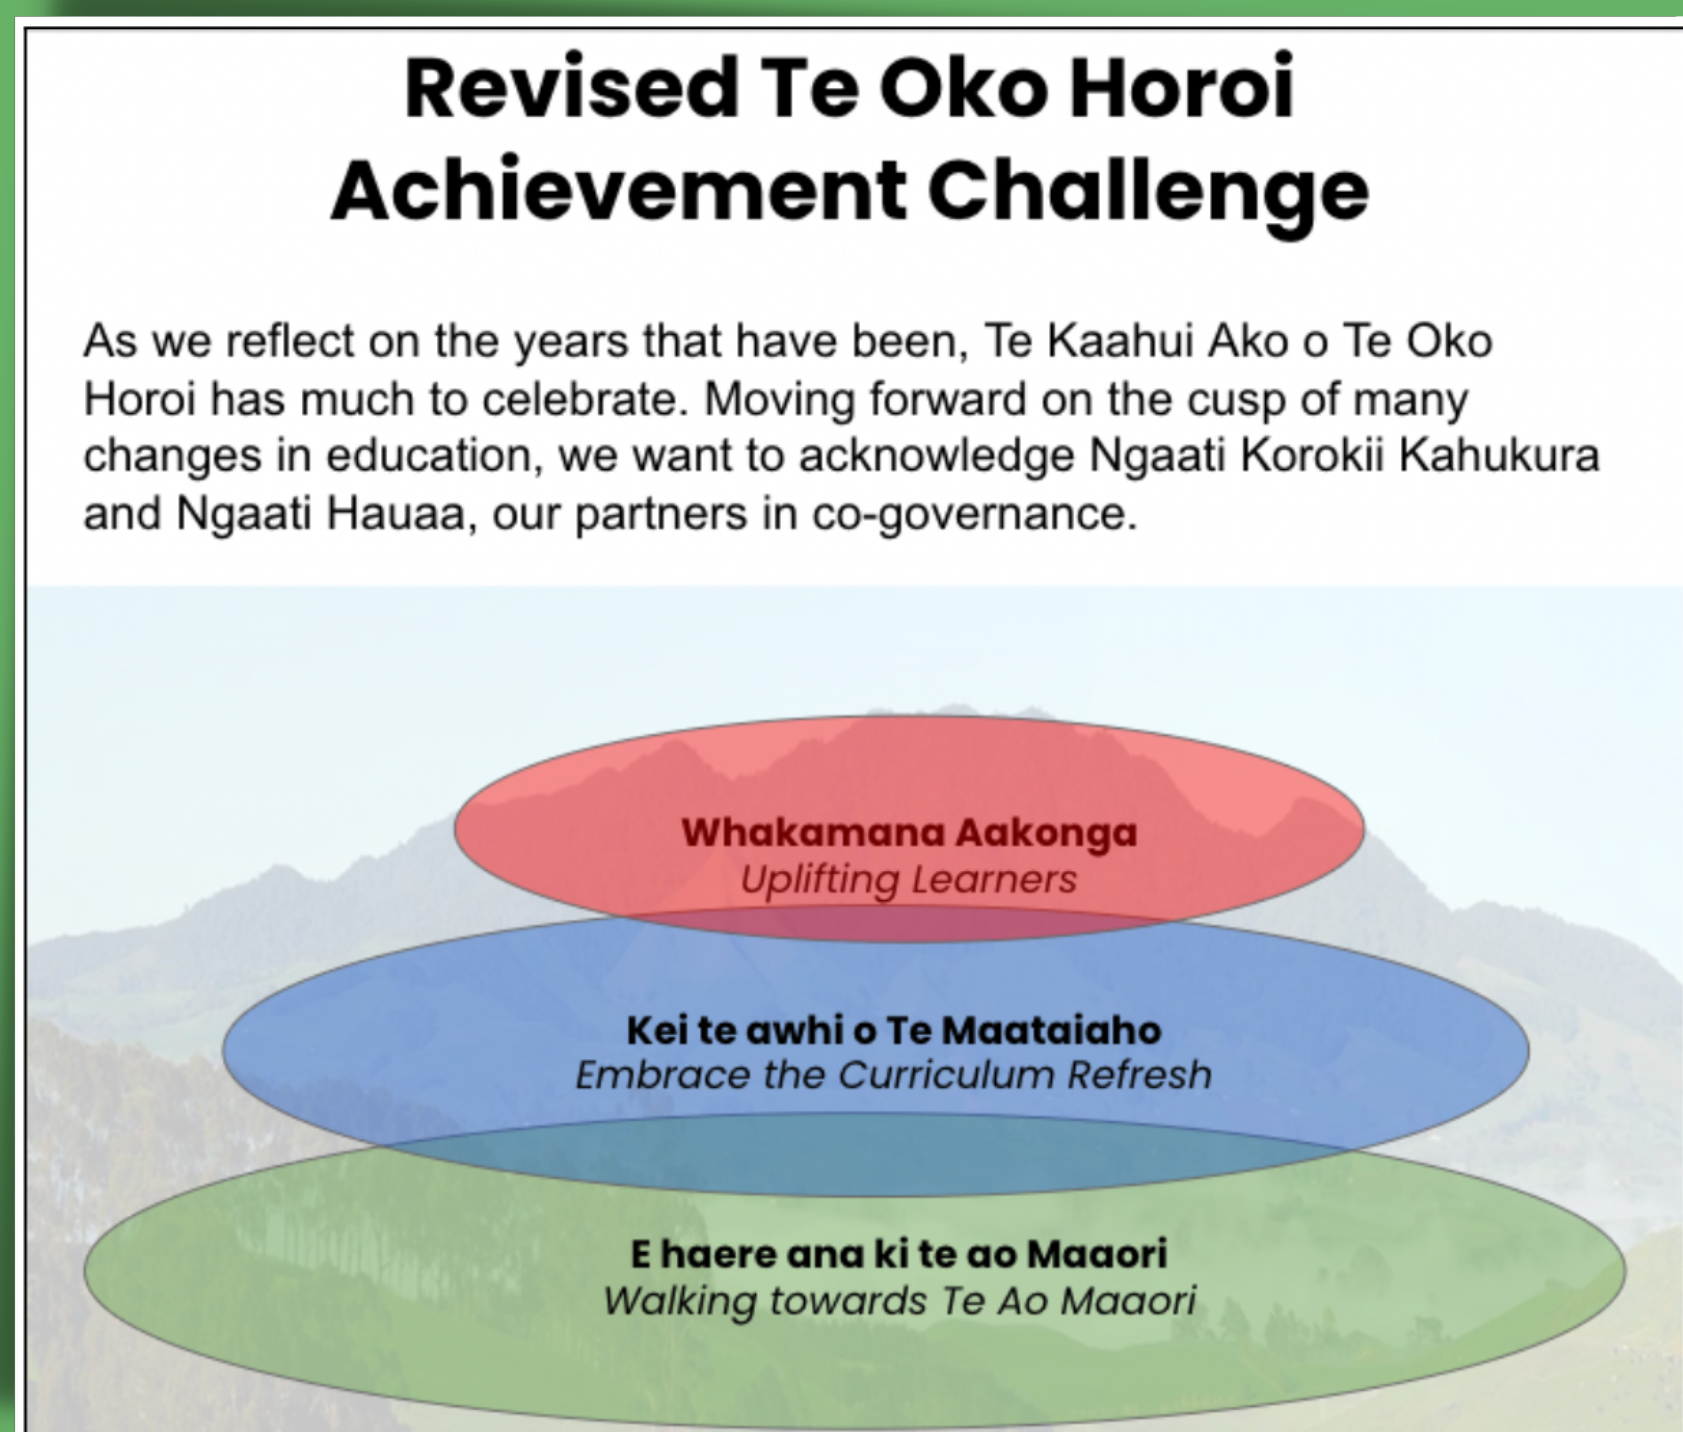 Revised Te Oko Horoi
Achievement Challenge
As we reflect on the years that have been, Te Kaahui Ako o Te Oko
Horoi has much to celebrate. Moving forward on the cusp of many
changes in education, we want to acknowledge Ngaati Korokii Kahukura
and Ngaati Hauaa, our partners in co-governance.
Whakamana Aakonga
Uplifting Learners
Kei te awhi o Te Maataiaho
Embrace the Curriculum Refresh
E haere ana ki te ao Maaori
Walking towards Te Ao Maaori